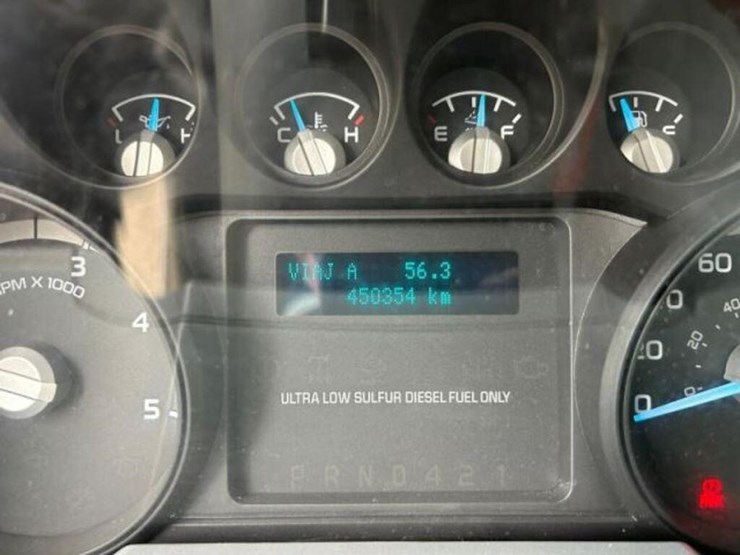 L H
C H
E F
VIAJ A 56.3
450354 km
3
RPM X 1000
4
5
ULTRA LOW SULFUR DIESEL FUEL ONLY
P R N D 4 2 1
60
40
20
0
0